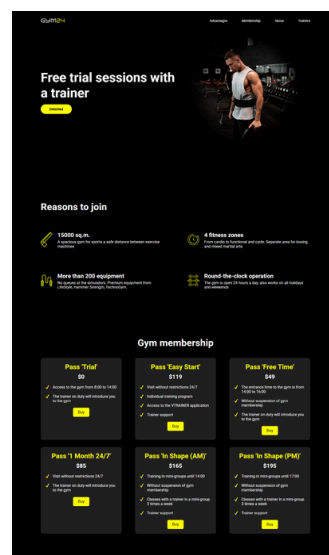 GYM24
Advantages Membership About Trainers
Free trial sessions with
a trainer
Reasons to join
15000 sq.m.
A spacious gym for sports a safe distance between exercise
machines
4 fitness zones
From cardio to functional and cycle. Separate area for boxing
and mixed martial arts
More than 200 equipment
No queues at the simulators. Premium equipment from
LifeStyle, Hammer Strength, TechnoGym.
Round-the-clock operation
The gym is open 24 hours a day, also works on all holidays
and weekends
Gym membership
Pass 'Trial'
$0
Access to the gym from 8:00 to 14:00
The trainer on duty will introduce you
to the gym
Buy
Pass 'Easy Start'
$119
Visit without restrictions 24/7
Individual training program
Access to the XTRAINER application
Trainer support
Buy
Pass 'Free Time'
$49
The entrance time to the gym is from
14:00 to 16:00
Without suspension of gym
membership
The trainer on duty will introduce you
to the gym
Buy
Pass '1 Month 24/7'
$85
Visit without restrictions 24/7
The trainer on duty will introduce you
to the gym
Buy
Pass 'In Shape (AM)'
$165
Training in mini-groups until 14:00
Without suspension of gym
membership
Classes with a trainer in a mini-group
3 times a week
Trainer support
Buy
Pass 'In Shape (PM)'
$195
Training in mini-groups until 17:00
Without suspension of gym
membership
Classes with a trainer in a mini-group
3 times a week
Trainer support
Buy